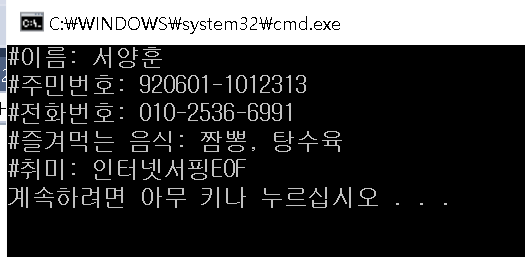 C:\WINDOWS\system32\cmd.exe
#이름: 서양훈
#주민번호: 920601-1012313
#전화번호: 010-2536-6991
#즐겨먹는 음식: 짬뽕, 탕수육
#취미: 인터넷서핑EOF
계속하려면 아무 키나 누르십시오 . . .